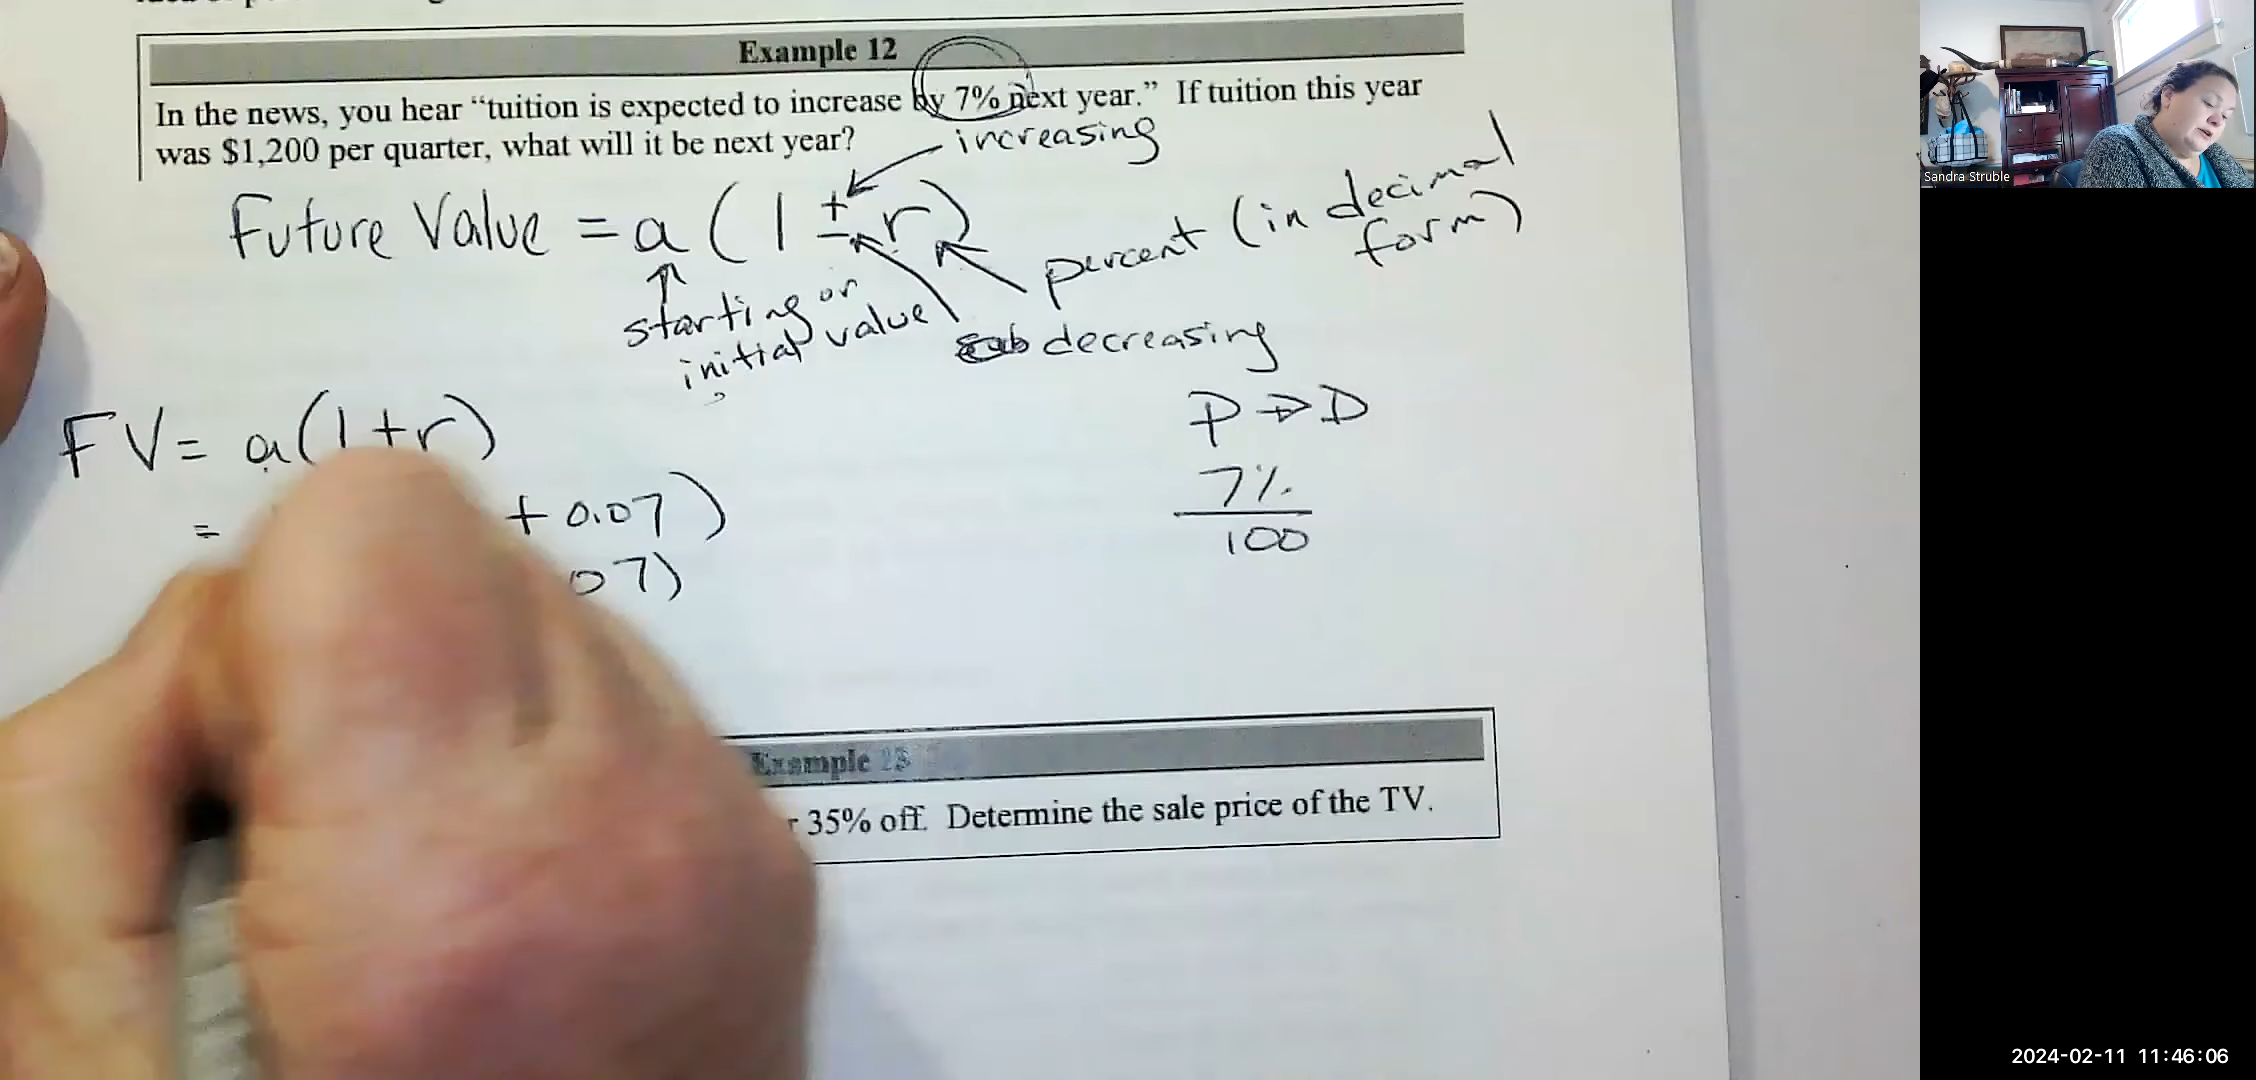 Example 12
In the news, you hear “tuition is expected to increase by 7% next year.” If tuition this year
was $1,200 per quarter, what will it be next year?
increasing
Future Value = a ( 1 ± r )
percent (in decimal
form)
starting or
initial value
decreasing
FV = a(1+r)
P → D
7%
100
= + 0.07 )
07)
Example 13
35% off. Determine the sale price of the TV.
Sandra Struble
2024-02-11 11:46:06